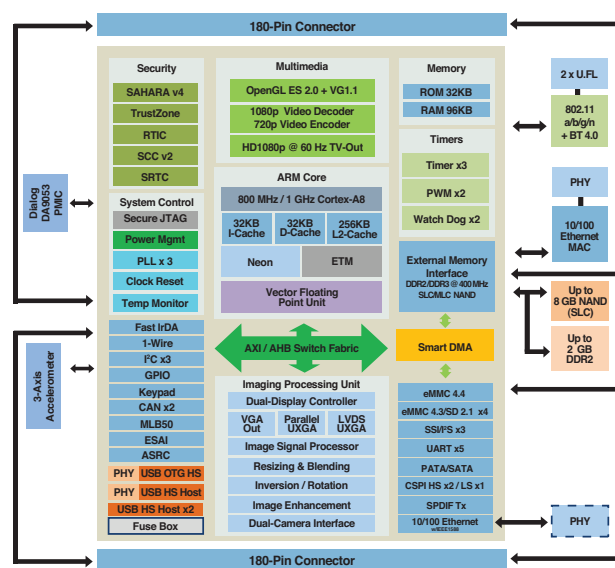 180-Pin Connector
Security
SAHARA v4
TrustZone
RTIC
SCC v2
SRTC
System Control
Secure JTAG
Power Mgmt
PLL x 3
Clock Reset
Temp Monitor
Fast IrDA
1-Wire
I²C x3
GPIO
Keypad
CAN x2
MLB50
ESAI
ASRC
PHY USB OTG HS
PHY USB HS Host
USB HS Host x2
Fuse Box
Multimedia
OpenGL ES 2.0 + VG1.1
1080p Video Decoder
720p Video Encoder
HD1080p @ 60 Hz TV-Out
ARM Core
800 MHz / 1 GHz Cortex-A8
32KB
I-Cache
32KB
D-Cache
256KB
L2-Cache
Neon
ETM
Vector Floating
Point Unit
AXI / AHB Switch Fabric
Imaging Processing Unit
Dual-Display Controller
VGA
Out
Parallel
UXGA
LVDS
UXGA
Image Signal Processor
Resizing & Blending
Inversion / Rotation
Image Enhancement
Dual-Camera Interface
Memory
ROM 32KB
RAM 96KB
Timers
Timer x3
PWM x2
Watch Dog x2
External Memory
Interface
DDR2/DDR3 @ 400 MHz
SLC/MLC NAND
Smart DMA
eMMC 4.4
eMMC 4.3/SD 2.1 x4
SSI/I²S x3
UART x5
PATA/SATA
CSPI HS x2 / LS x1
SPDIF Tx
10/100 Ethernet
w/IEEE1588
Dialog
DA9053
PMIC
3-Axis
Accelerometer
2 x U.FL
802.11
a/b/g/n
+ BT 4.0
PHY
10/100
Ethernet
MAC
Up to
8 GB NAND
(SLC)
Up to
2 GB
DDR2
PHY
180-Pin Connector